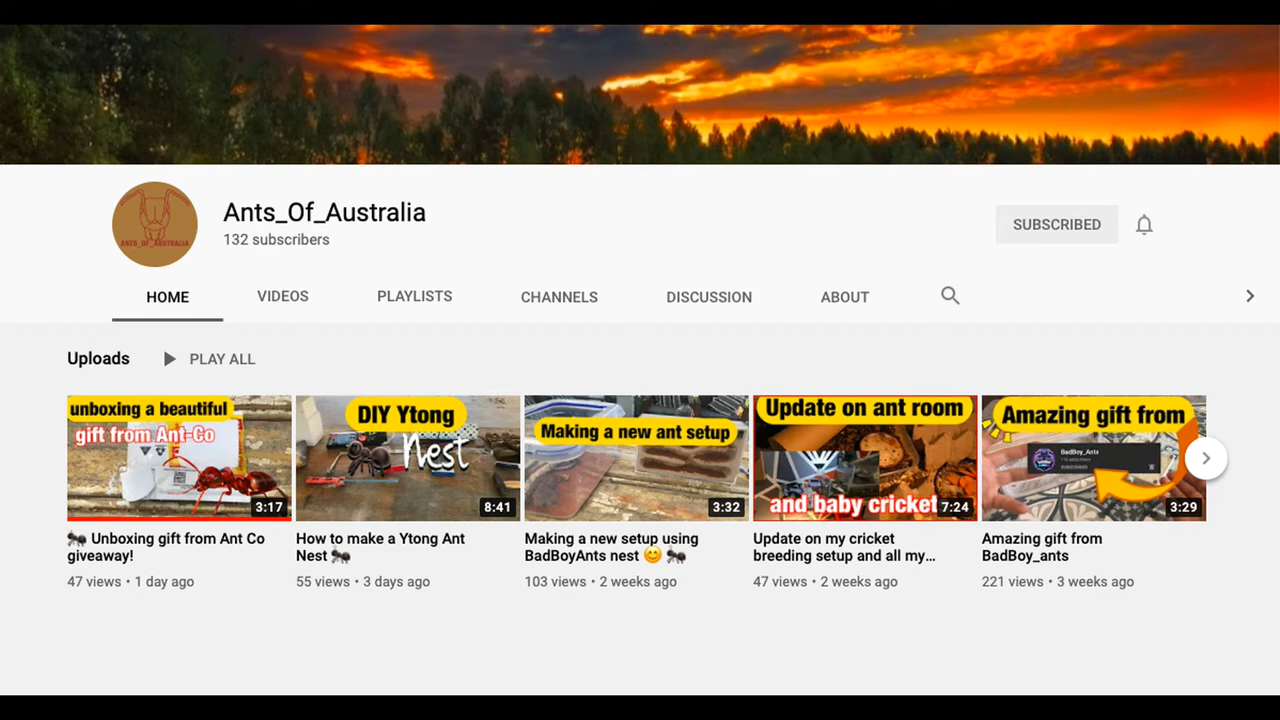 Ants_Of_Australia
132 subscribers
SUBSCRIBED
ANTS_OF_AUSTRALIA
HOME
VIDEOS
PLAYLISTS
CHANNELS
DISCUSSION
ABOUT
Uploads
PLAY ALL
unboxing a beautiful
gift from Ant-Co
3:17
DIY Ytong
Nest
8:41
Making a new ant setup
3:32
Update on ant room
and baby cricket
7:24
Amazing gift from
BadBoy_Ants
SUBSCRIBED
3:29
🐜 Unboxing gift from Ant Co
giveaway!
47 views • 1 day ago
How to make a Ytong Ant
Nest 🐜
55 views • 3 days ago
Making a new setup using
BadBoyAnts nest 😊 🐜
103 views • 2 weeks ago
Update on my cricket
breeding setup and all my…
47 views • 2 weeks ago
Amazing gift from
BadBoy_ants
221 views • 3 weeks ago